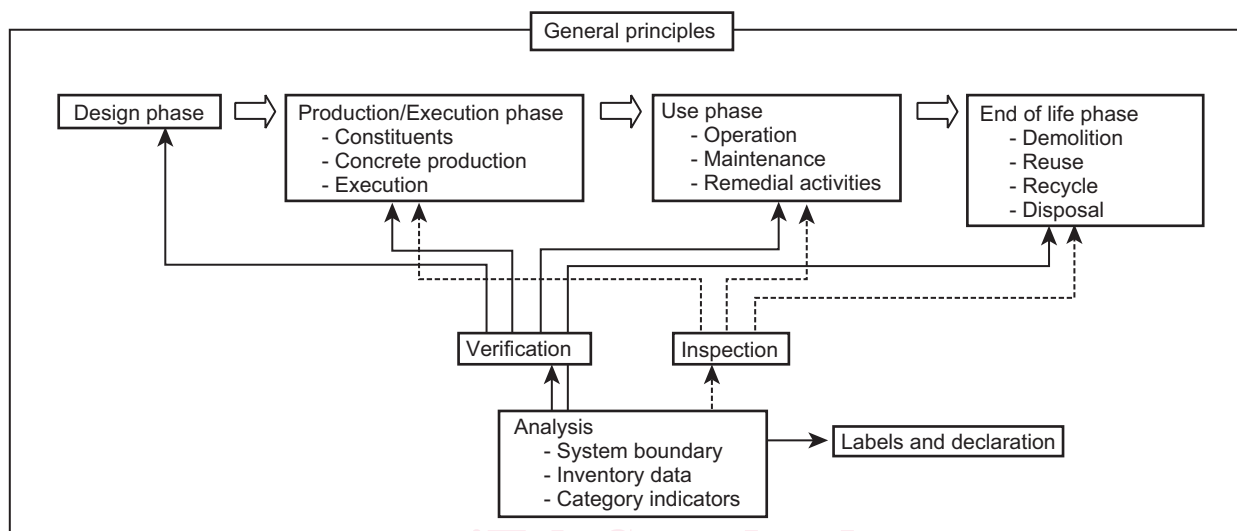 General principles
Design phase
Production/Execution phase
- Constituents
- Concrete production
- Execution
Use phase
- Operation
- Maintenance
- Remedial activities
End of life phase
- Demolition
- Reuse
- Recycle
- Disposal
Verification
Inspection
Analysis
- System boundary
- Inventory data
- Category indicators
Labels and declaration